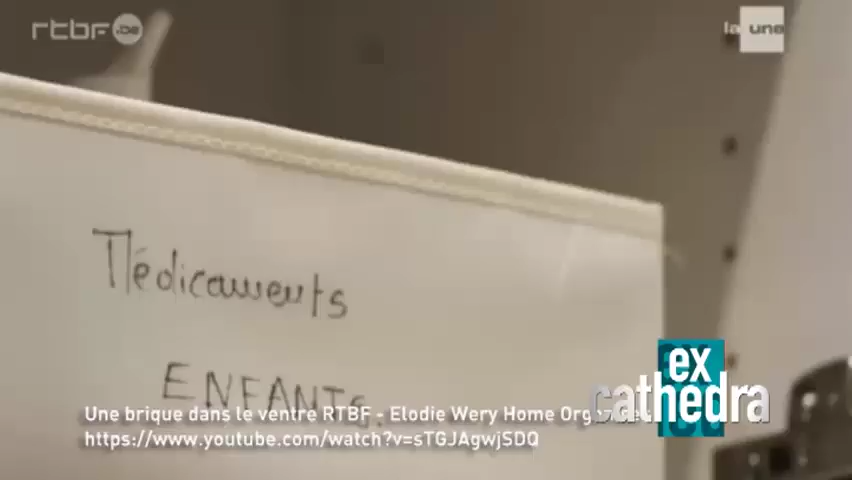 rtbf.be
la une
Médicaments
ENFANTS.
ex
cathedra
Une brique dans le ventre RTBF - Elodie Wery Home Organiser
https://www.youtube.com/watch?v=sTGJAgwjSDQ